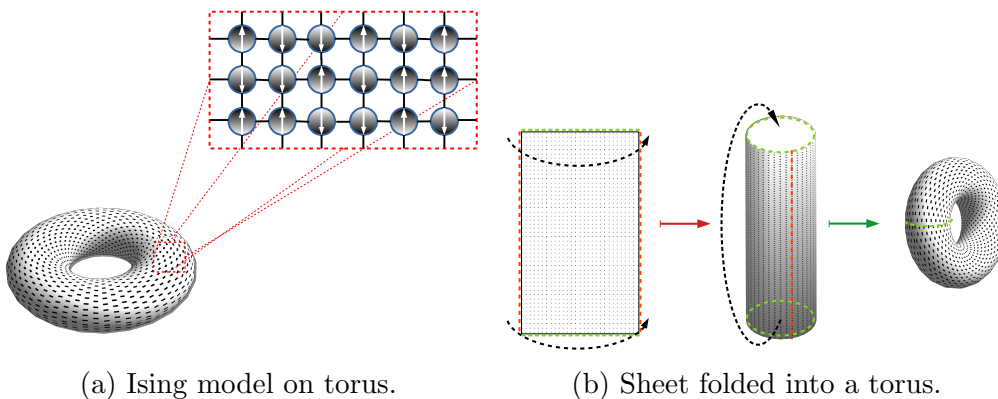 (a) Ising model on torus.
(b) Sheet folded into a torus.